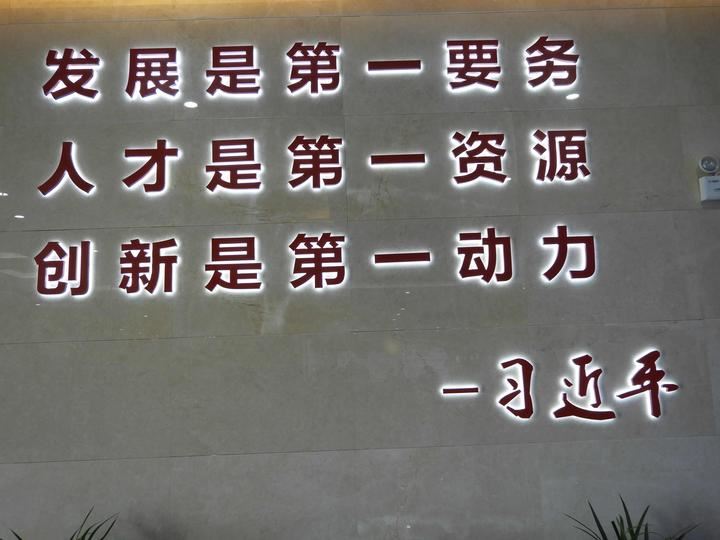 发展是第一要务
人才是第一资源
创新是第一动力
—习近平